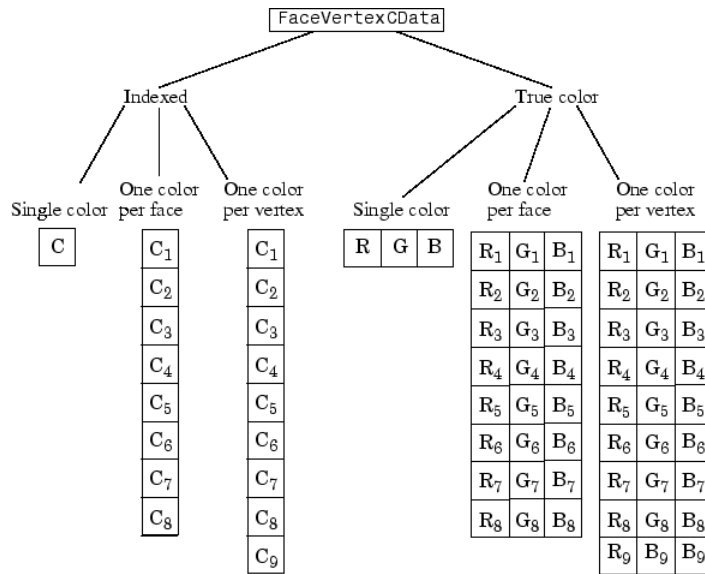 FaceVertexCData
Indexed
True color
Single color
One color
per face
One color
per vertex
Single color
One color
per face
One color
per vertex
C
C1
C2
C3
C4
C5
C6
C7
C8
C1
C2
C3
C4
C5
C6
C7
C8
C9
R G B
R1 G1 B1
R2 G2 B2
R3 G3 B3
R4 G4 B4
R5 G5 B5
R6 G6 B6
R7 G7 B7
R8 G8 B8
R1 G1 B1
R2 G2 B2
R3 G3 B3
R4 G4 B4
R5 G5 B5
R6 G6 B6
R7 G7 B7
R8 G8 B8
R9 B9 B9